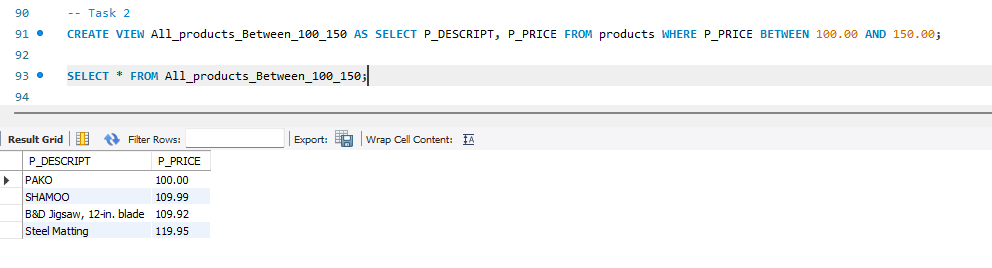 90 -- Task 2
91 CREATE VIEW All_products_Between_100_150 AS SELECT P_DESCRIPT, P_PRICE FROM products WHERE P_PRICE BETWEEN 100.00 AND 150.00;
92
93 SELECT * FROM All_products_Between_100_150;
94
Result Grid Filter Rows: Export: Wrap Cell Content:
P_DESCRIPT P_PRICE
PAKO 100.00
SHAMOO 109.99
B&D Jigsaw, 12-in. blade 109.92
Steel Matting 119.95